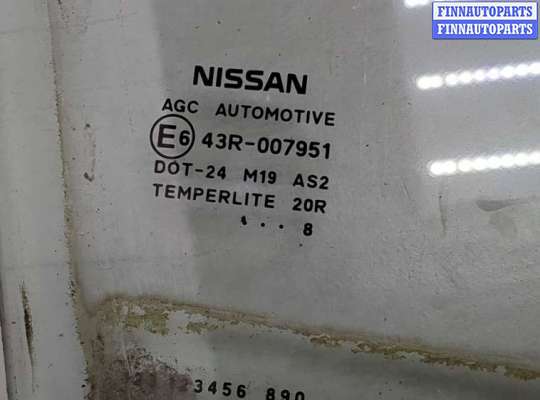 FINNAUTOPARTS
FINNAUTOPARTS
NISSAN
AGC AUTOMOTIVE
E6 43R-007951
DOT-24 M19 AS2
TEMPERLITE 20R
. . . 8
3456 890